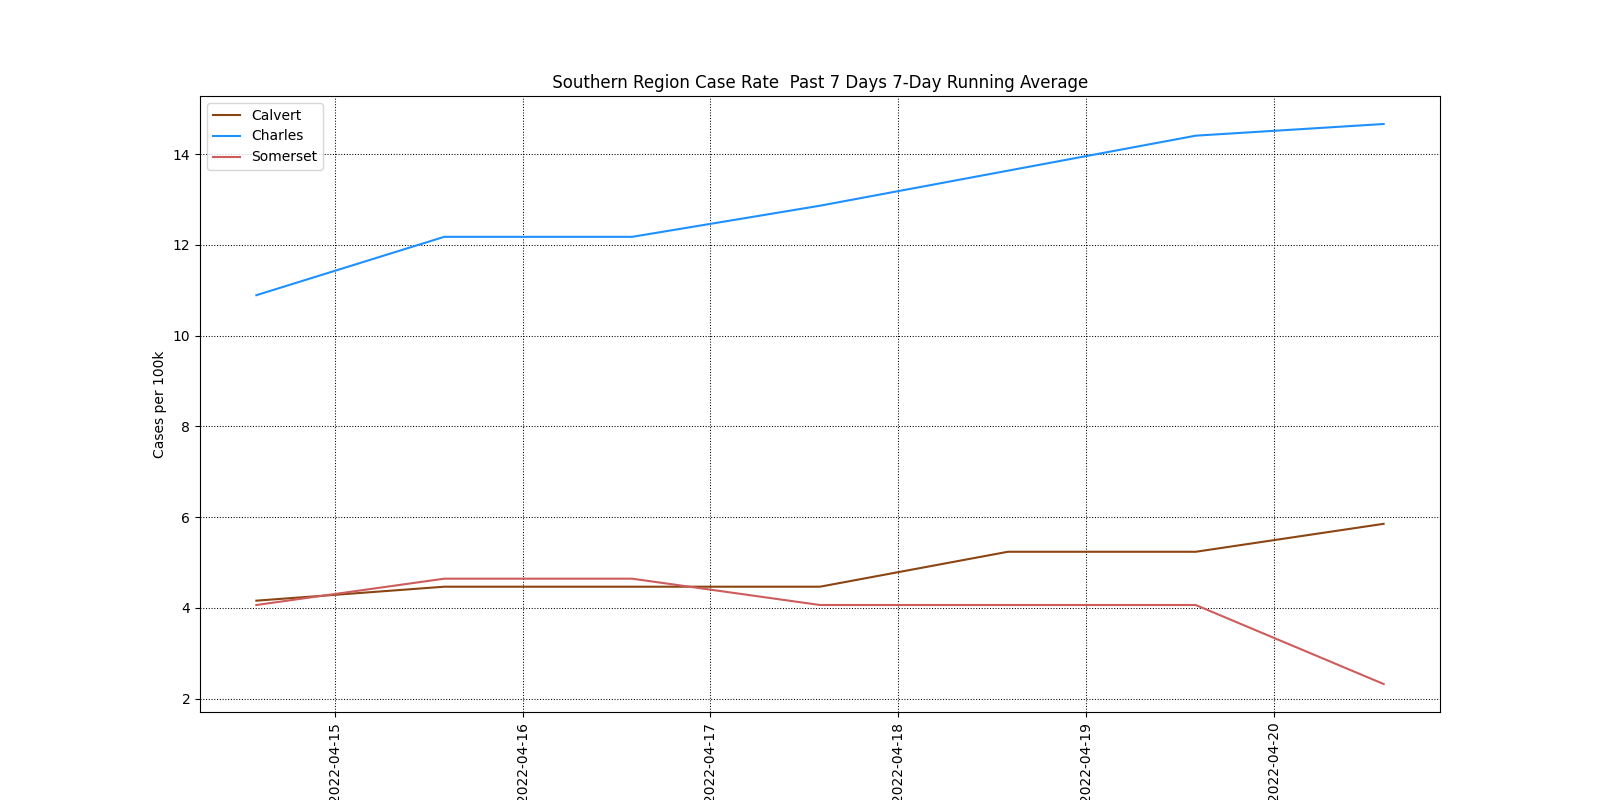 Southern Region Case Rate  Past 7 Days 7-Day Running Average
Calvert
Charles
Somerset
Cases per 100k
14
12
10
8
6
4
2
2022-04-15
2022-04-16
2022-04-17
2022-04-18
2022-04-19
2022-04-20